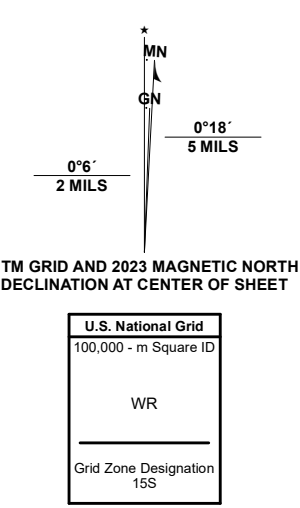 MN
GN
0°18´
5 MILS
0°6´
2 MILS
TM GRID AND 2023 MAGNETIC NORTH
DECLINATION AT CENTER OF SHEET
U.S. National Grid
100,000 - m Square ID
WR
Grid Zone Designation
15S